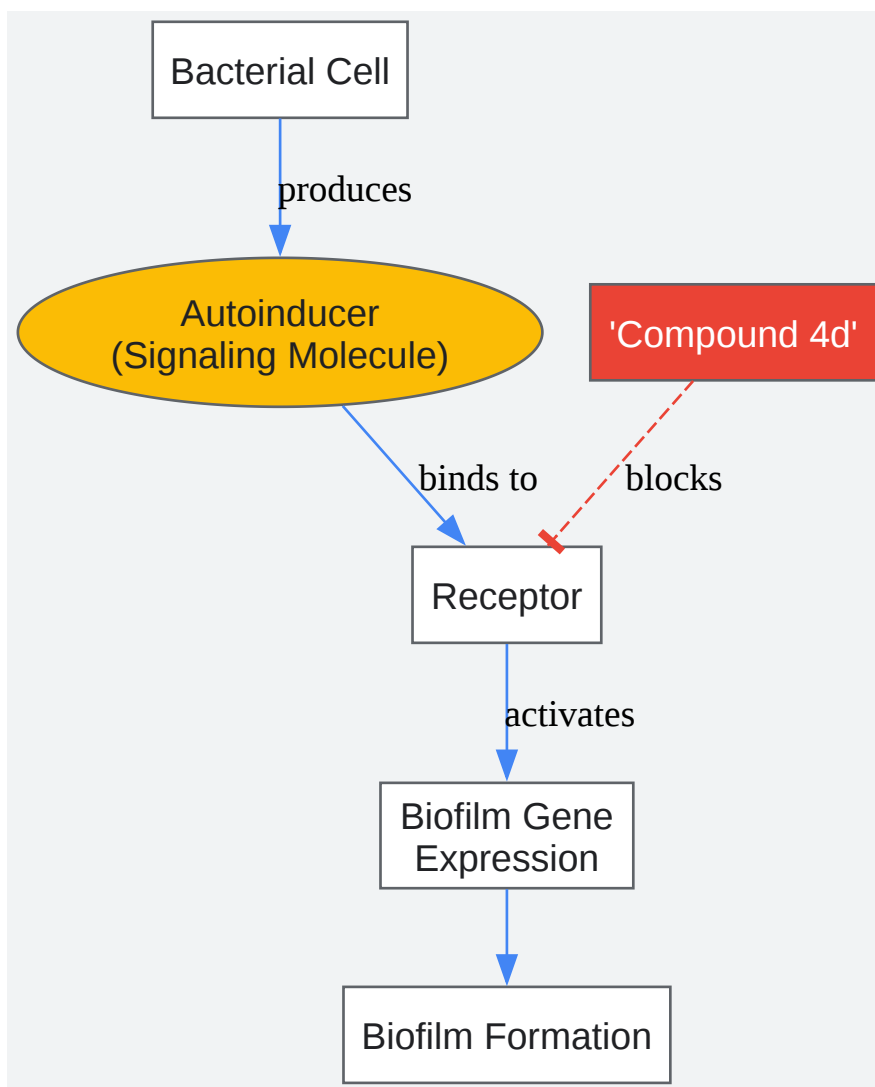 Bacterial Cell
produces
Autoinducer
(Signaling Molecule)
'Compound 4d'
binds to
blocks
Receptor
activates
Biofilm Gene
Expression
Biofilm Formation